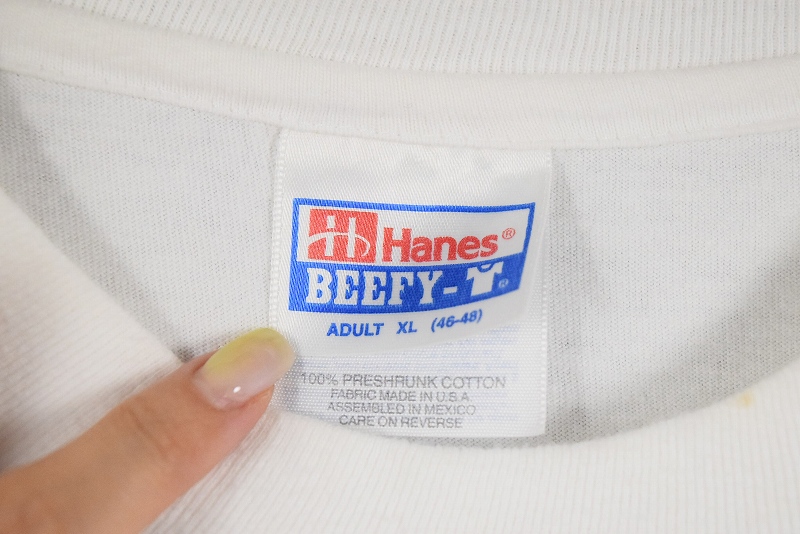 Hanes®
BEEFY-T®
ADULT XL (46-48)
100% PRESHRUNK COTTON
FABRIC MADE IN U.S.A
ASSEMBLED IN MEXICO
CARE ON REVERSE